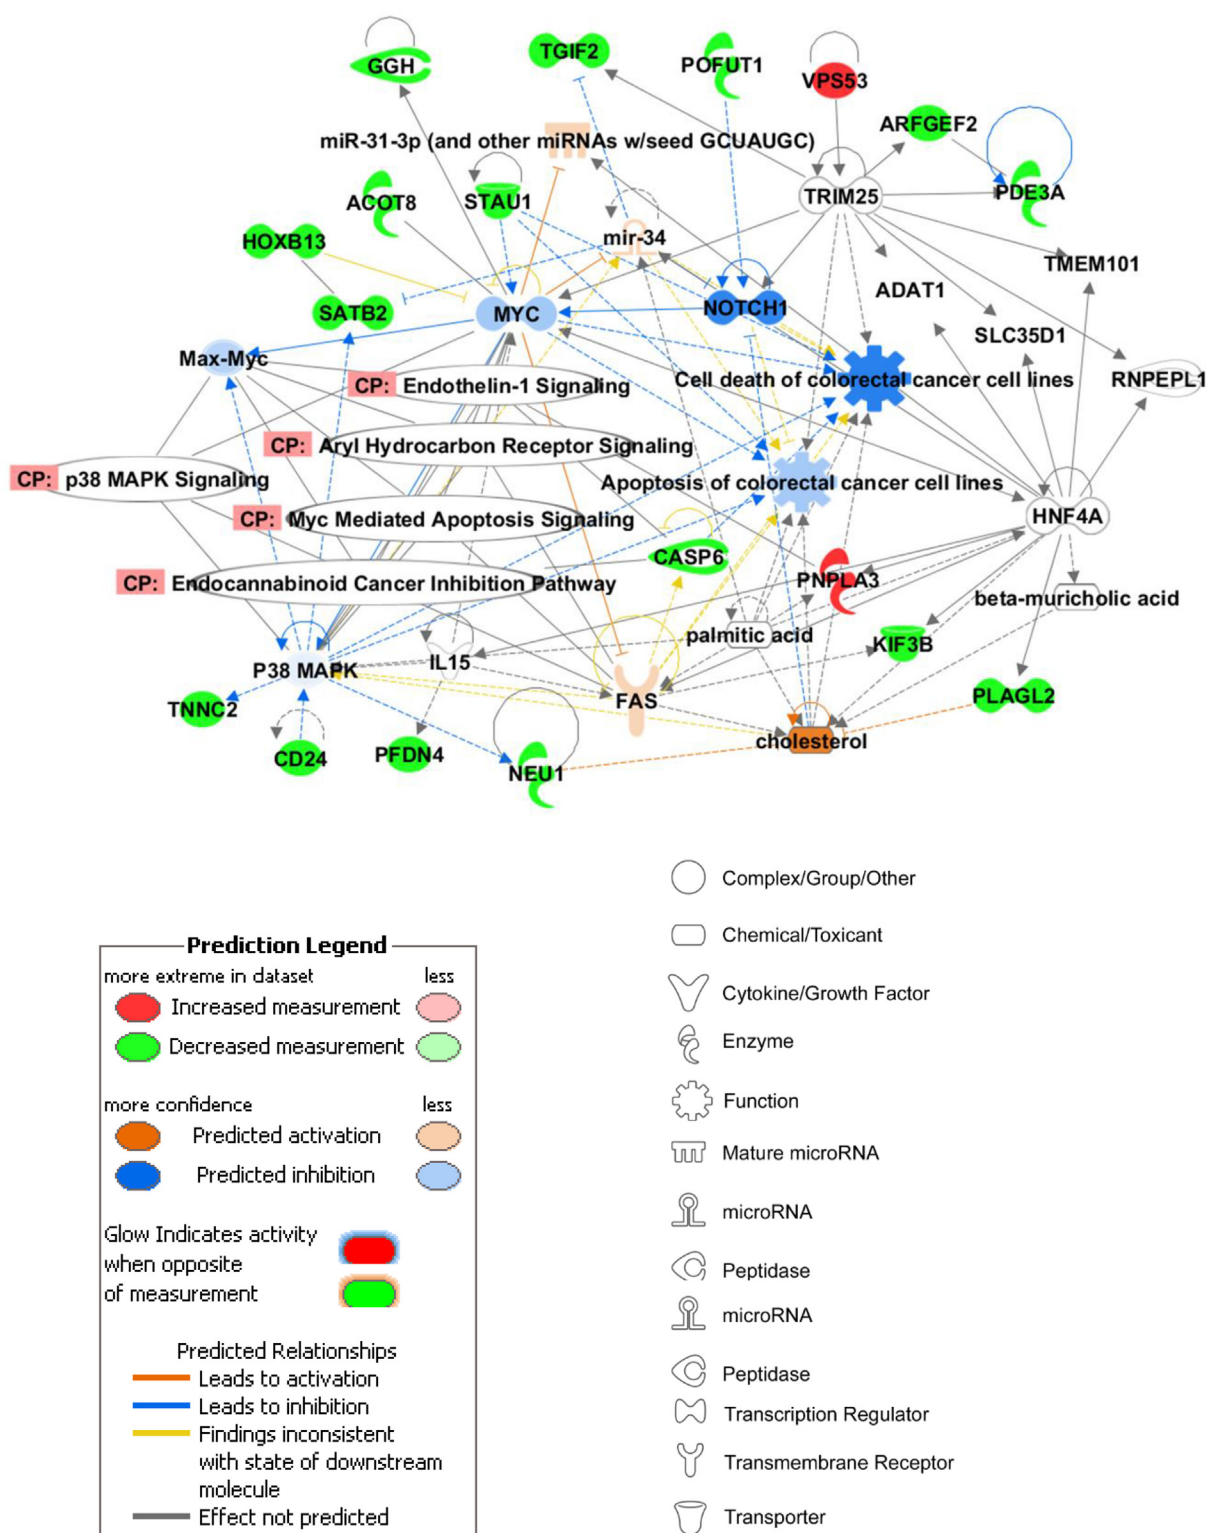 GGH
TGIF2
POFUT1
VPS53
miR-31-3p (and other miRNAs w/seed GCUAUGC)
ARFGEF2
ACOT8
STAU1
TRIM25
PDE3A
HOXB13
mir-34
TMEM101
ADAT1
SATB2
MYC
NOTCH1
SLC35D1
Max-Myc
CP: Endothelin-1 Signaling
Cell death of colorectal cancer cell lines
RNPEPL1
CP: Aryl Hydrocarbon Receptor Signaling
CP: p38 MAPK Signaling
Apoptosis of colorectal cancer cell lines
CP: Myc Mediated Apoptosis Signaling
HNF4A
CASP6
CP: Endocannabinoid Cancer Inhibition Pathway
PNPLA3
beta-muricholic acid
palmitic acid
KIF3B
P38 MAPK
IL15
TNNC2
FAS
PLAGL2
CD24
PFDN4
NEU1
cholesterol
Prediction Legend
more extreme in dataset less
Increased measurement
Decreased measurement
more confidence less
Predicted activation
Predicted inhibition
Glow Indicates activity
when opposite
of measurement
Predicted Relationships
Leads to activation
Leads to inhibition
Findings inconsistent
with state of downstream
molecule
Effect not predicted
Complex/Group/Other
Chemical/Toxicant
Cytokine/Growth Factor
Enzyme
Function
Mature microRNA
microRNA
Peptidase
microRNA
Peptidase
Transcription Regulator
Transmembrane Receptor
Transporter